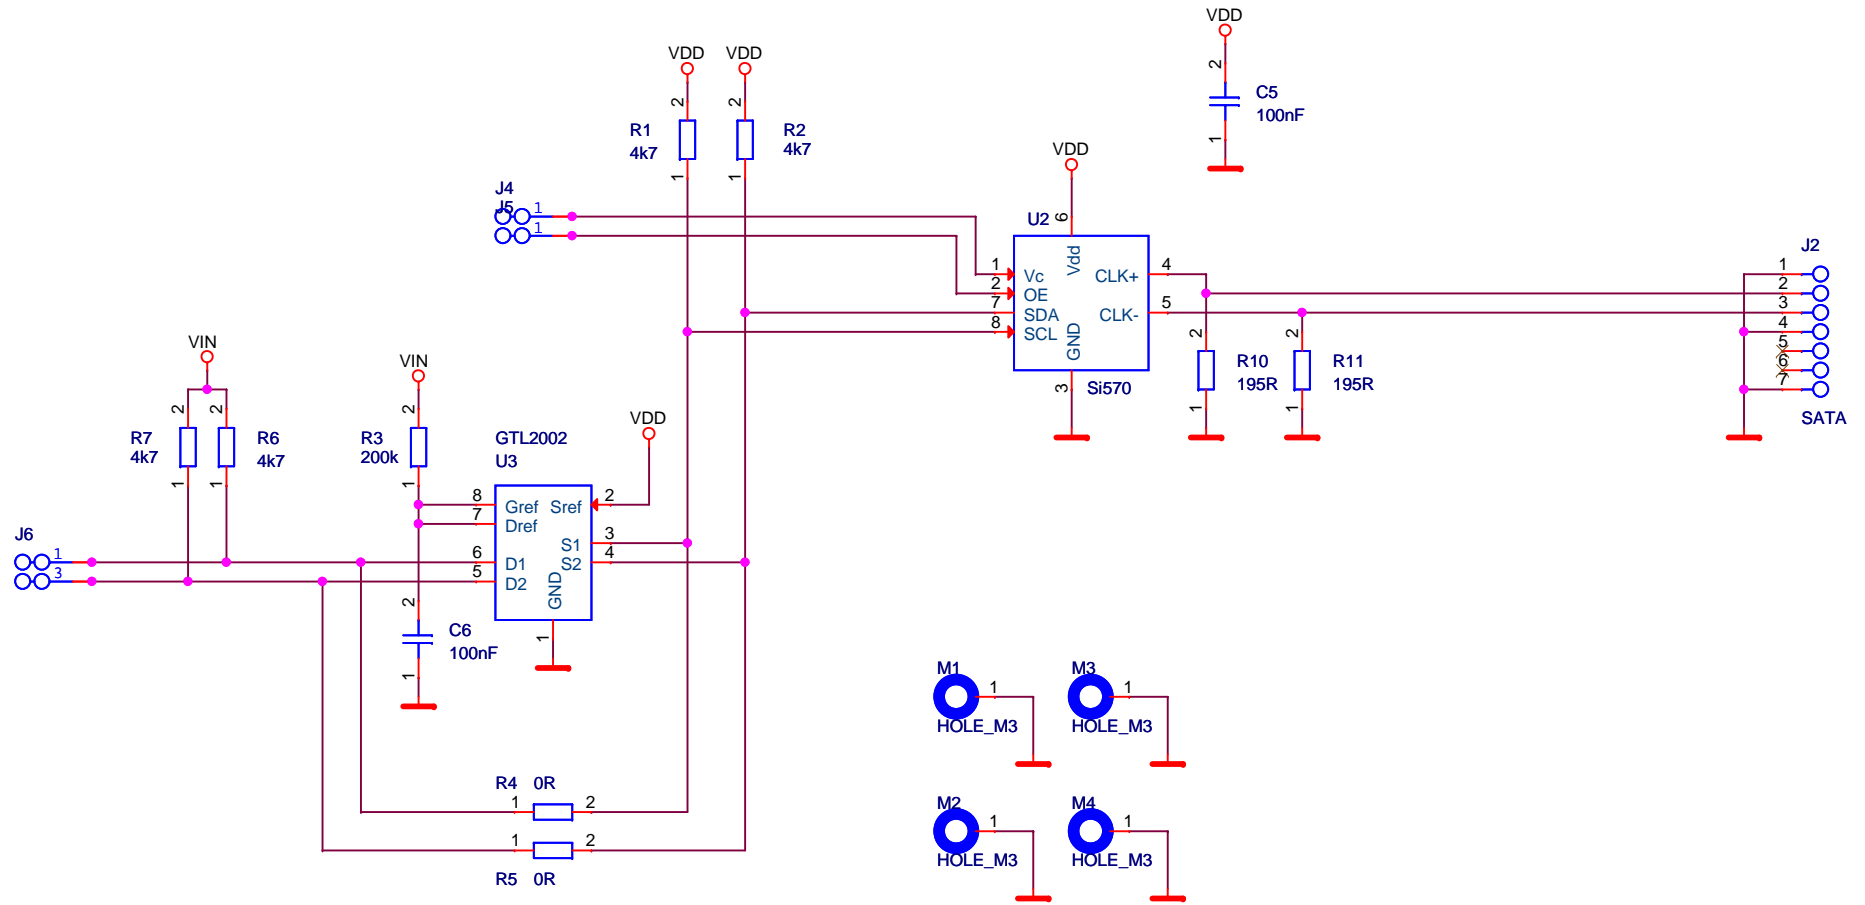 VDD
2
C5
100nF
1
VDD
VDD
2
2
R1
4k7
R2
4k7
1
1
J4
J5
1
1
VDD
6
U2
Vdd
1
Vc
2
OE
7
SDA
8
SCL
GND
CLK+
4
CLK-
5
3
Si570
2
R10
195R
1
2
R11
195R
1
J2
1
2
3
4
5
6
7
SATA
VIN
2
2
R7
4k7
R6
4k7
1
1
VIN
2
R3
200k
1
VDD
GTL2002
U3
8
Gref
Sref
2
7
Dref
S1
3
6
D1
S2
4
5
D2
GND
1
J6
1
3
2
C6
100nF
1
R4 0R
1
2
1
2
R5 0R
M1
1
HOLE_M3
M3
1
HOLE_M3
M2
1
HOLE_M3
M4
1
HOLE_M3